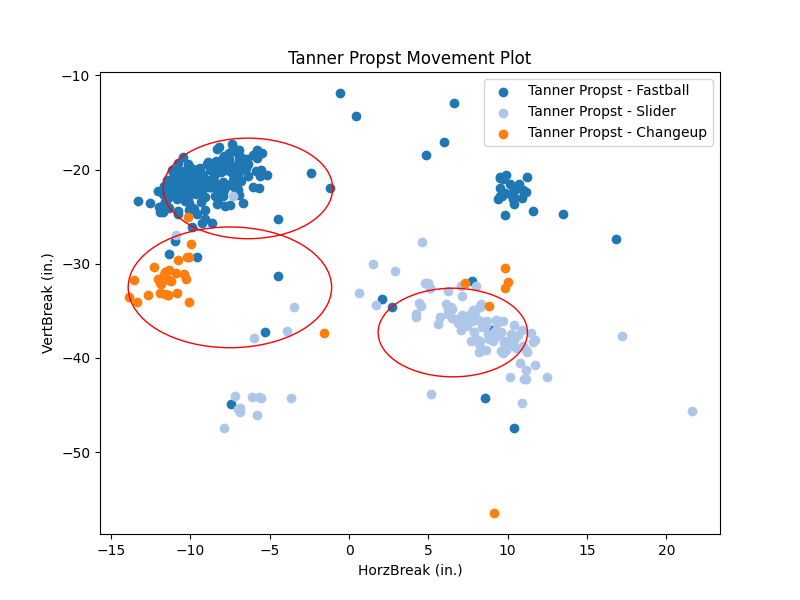 Tanner Propst Movement Plot
Tanner Propst - Fastball
Tanner Propst - Slider
Tanner Propst - Changeup
VertBreak (in.)
−10
−20
−30
−40
−50
−15
−10
−5
0
5
10
15
20
HorzBreak (in.)